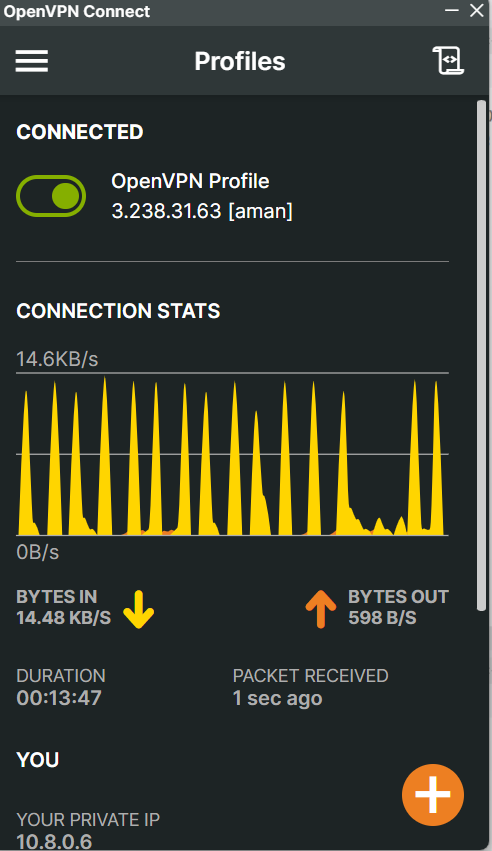 OpenVPN Connect
Profiles
CONNECTED
OpenVPN Profile
3.238.31.63 [aman]
CONNECTION STATS
14.6KB/s
0B/s
BYTES IN
14.48 KB/S
BYTES OUT
598 B/S
DURATION
00:13:47
PACKET RECEIVED
1 sec ago
YOU
YOUR PRIVATE IP
10.8.0.6